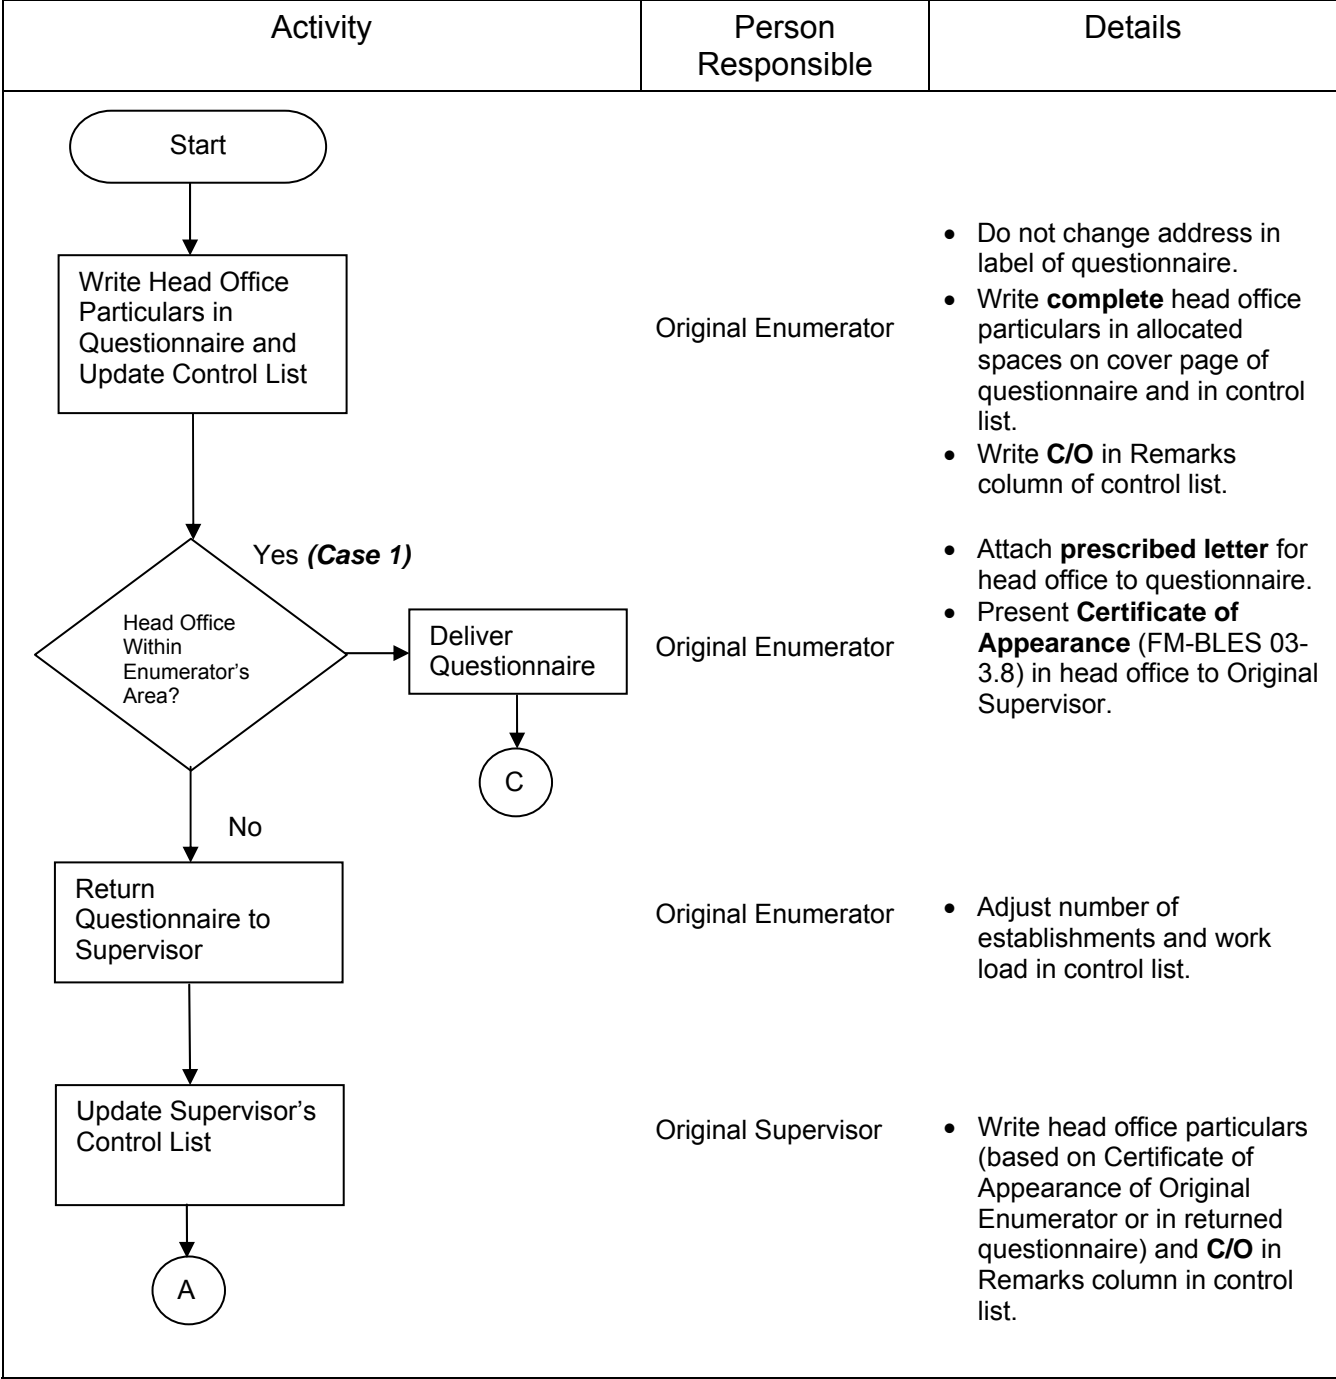 Activity
Person
Responsible
Details
Start
Write Head Office
Particulars in
Questionnaire and
Update Control List
Original Enumerator
• Do not change address in
label of questionnaire.
• Write complete head office
particulars in allocated
spaces on cover page of
questionnaire and in control
list.
• Write C/O in Remarks
column of control list.
Yes (Case 1)
Head Office
Within
Enumerator's
Area?
Deliver
Questionnaire
Original Enumerator
• Attach prescribed letter for
head office to questionnaire.
• Present Certificate of
Appearance (FM-BLES 03-
3.8) in head office to Original
Supervisor.
C
No
Return
Questionnaire to
Supervisor
Original Enumerator
• Adjust number of
establishments and work
load in control list.
Update Supervisor's
Control List
Original Supervisor
• Write head office particulars
(based on Certificate of
Appearance of Original
Enumerator or in returned
questionnaire) and C/O in
Remarks column in control
list.
A